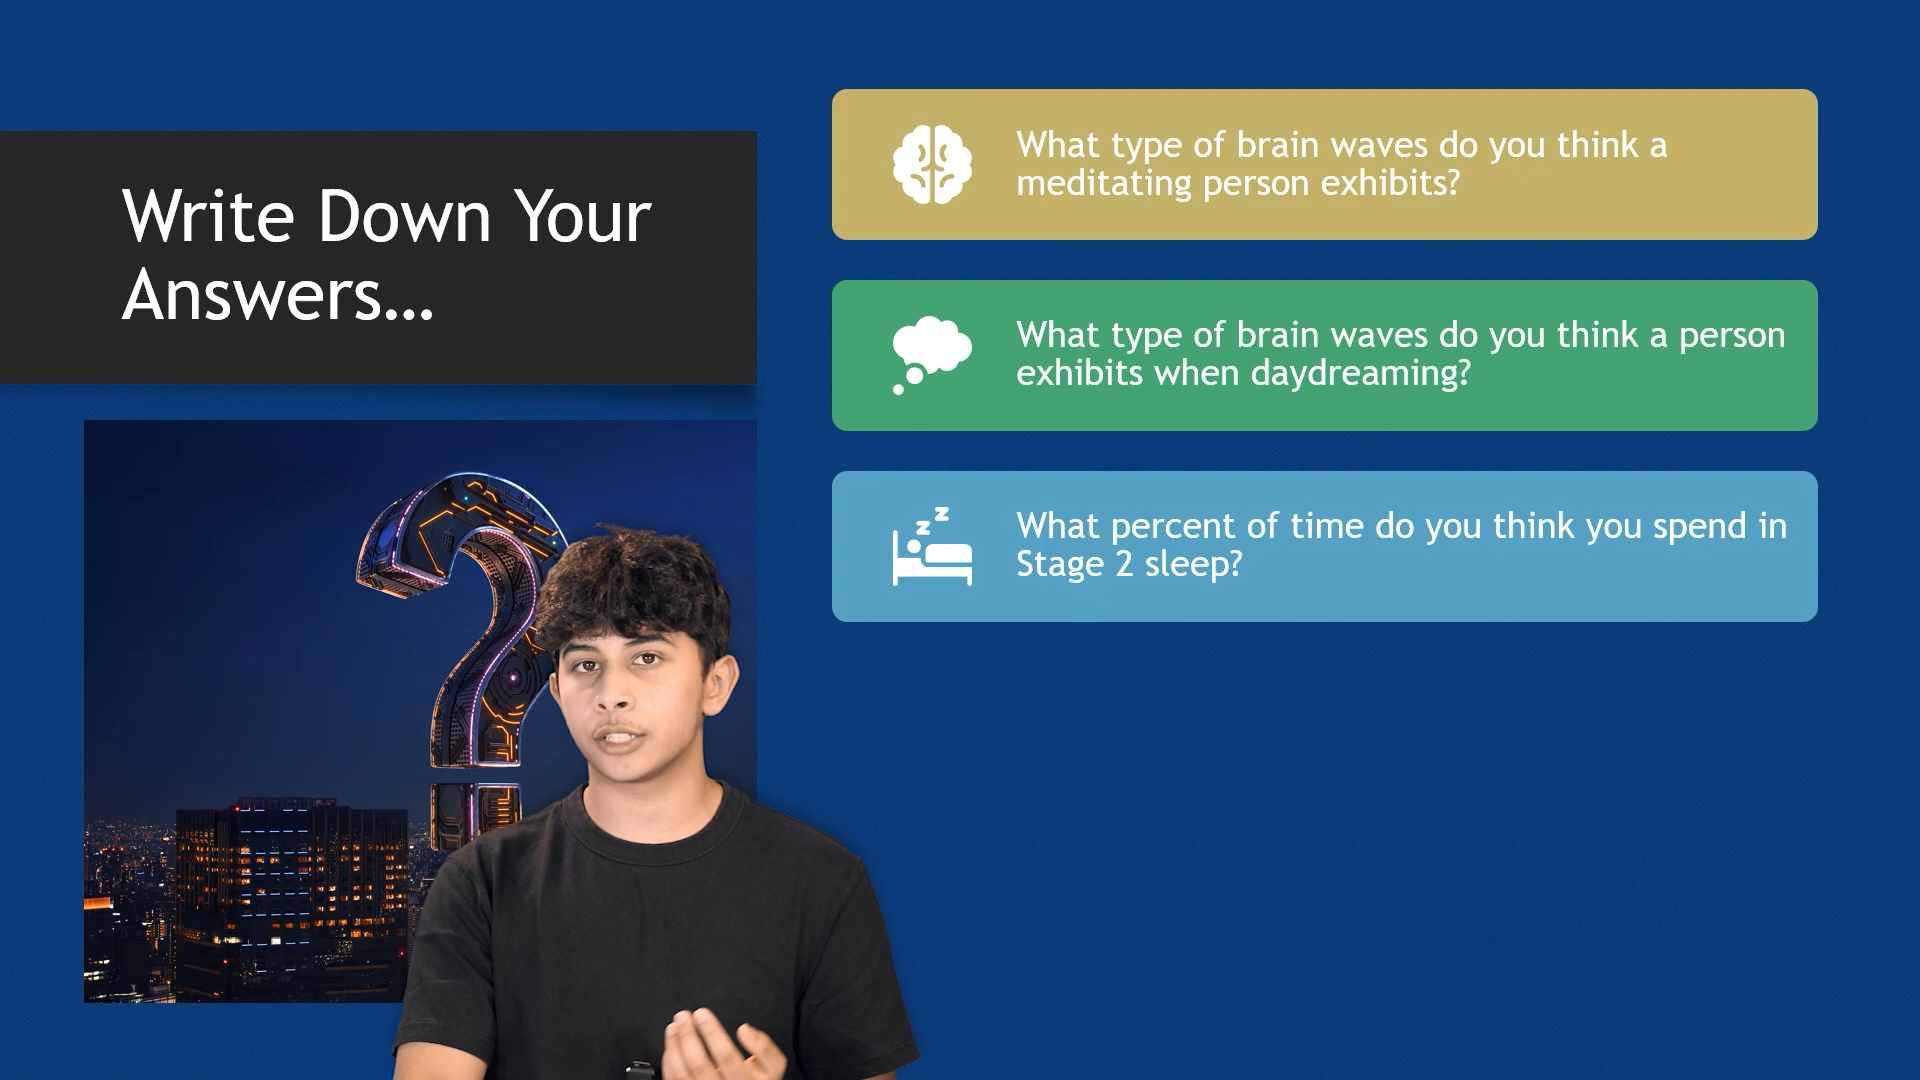 Write Down Your
Answers...
What type of brain waves do you think a
meditating person exhibits?
What type of brain waves do you think a person
exhibits when daydreaming?
What percent of time do you think you spend in
Stage 2 sleep?